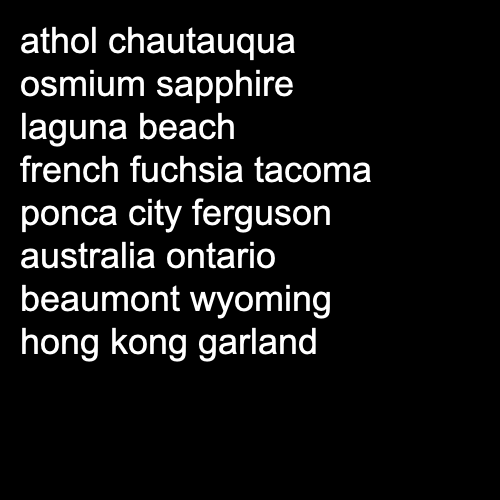 athol chautauqua
osmium sapphire
laguna beach
french fuchsia tacoma
ponca city ferguson
australia ontario
beaumont wyoming
hong kong garland